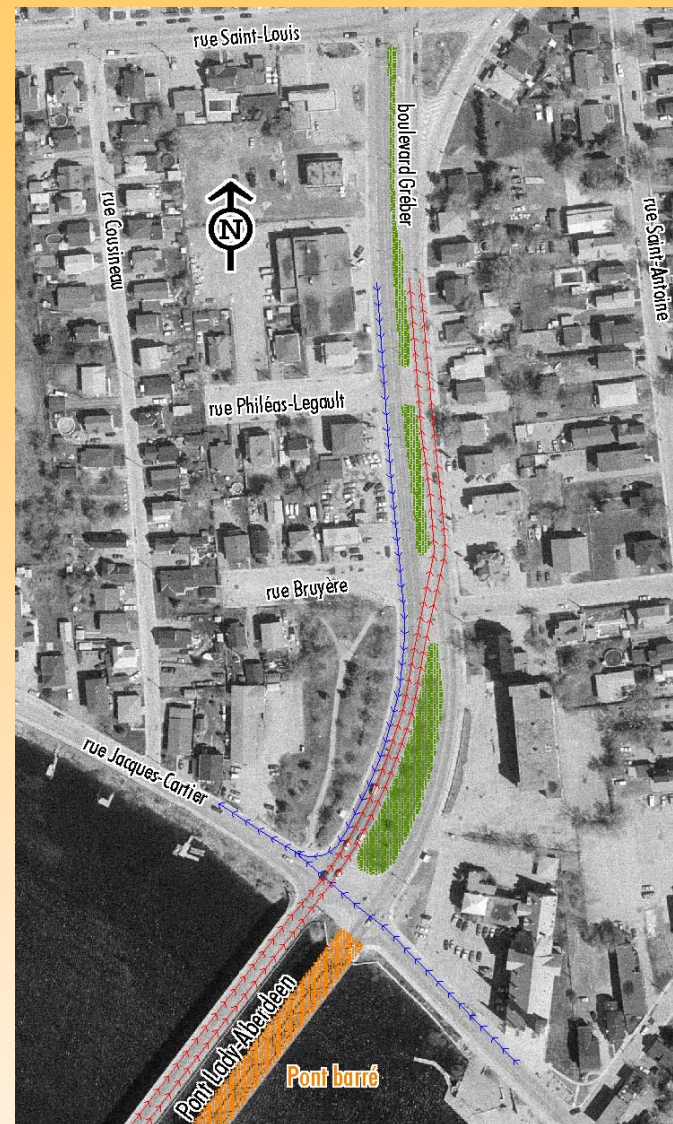 rue Saint-Louis
boulevard Gréber
rue Cousineau
N
rue Saint-Antoine
rue Philéas-Legault
rue Bruyère
rue Jacques-Cartier
Pont Lady-Aberdeen
Pont barré